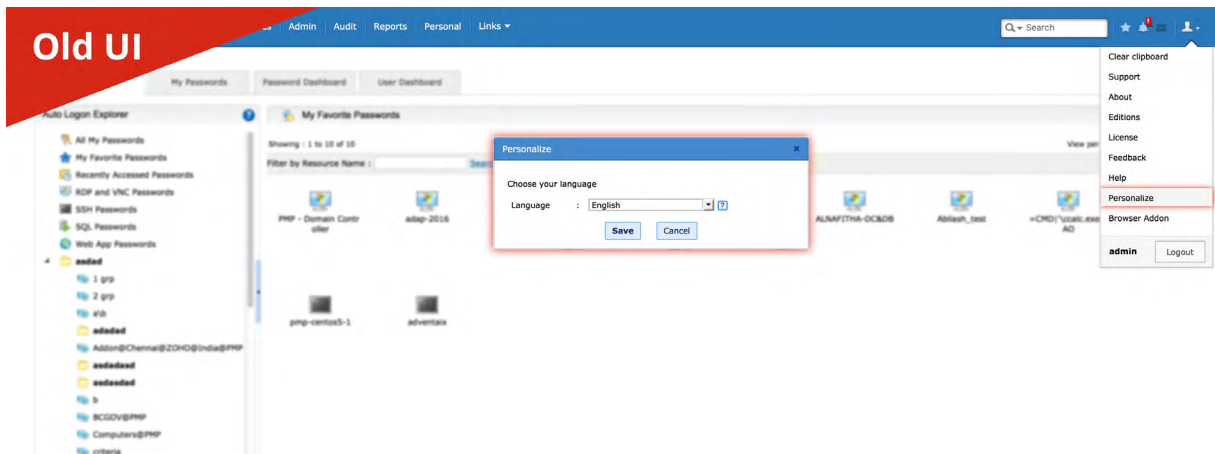 Old UI
Admin Audit Reports Personal Links
Search
Clear clipboard
Support
About
Editions
License
Feedback
Help
Personalize
Browser Addon
admin Logout
My Passwords Password Dashboard User Dashboard
Auto Logon Explorer
All My Passwords
My Favorite Passwords
Recently Accessed Passwords
RDP and VNC Passwords
SSH Passwords
SQL Passwords
Web App Passwords
asdad
1 grp
2 grp
a\b
adadad
Addon@Chennai@ZOHO@India@PMP
asdadasd
asdasdad
b
BCGOV@PMP
Computers@PMP
criteria
My Favorite Passwords
Showing : 1 to 10 of 10
View per
Filter by Resource Name :
PMP - Domain Contr
oller
adap-2016
ALNAFITHA-DC&DB
Abilash_test
pmp-centos5-1
adventaix
Personalize
Choose your language
Language : English
Save Cancel